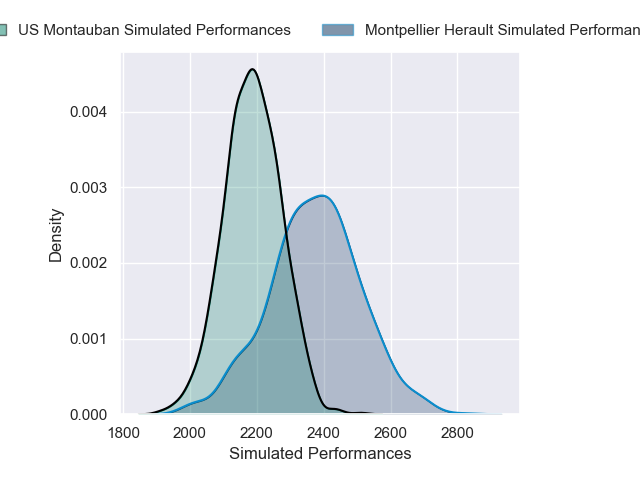 US Montauban Simulated Performances Montpellier Herault Simulated Performan
0.004
0.003
0.002
0.001
0.000
Density
1800 2000 2200 2400 2600 2800
Simulated Performances